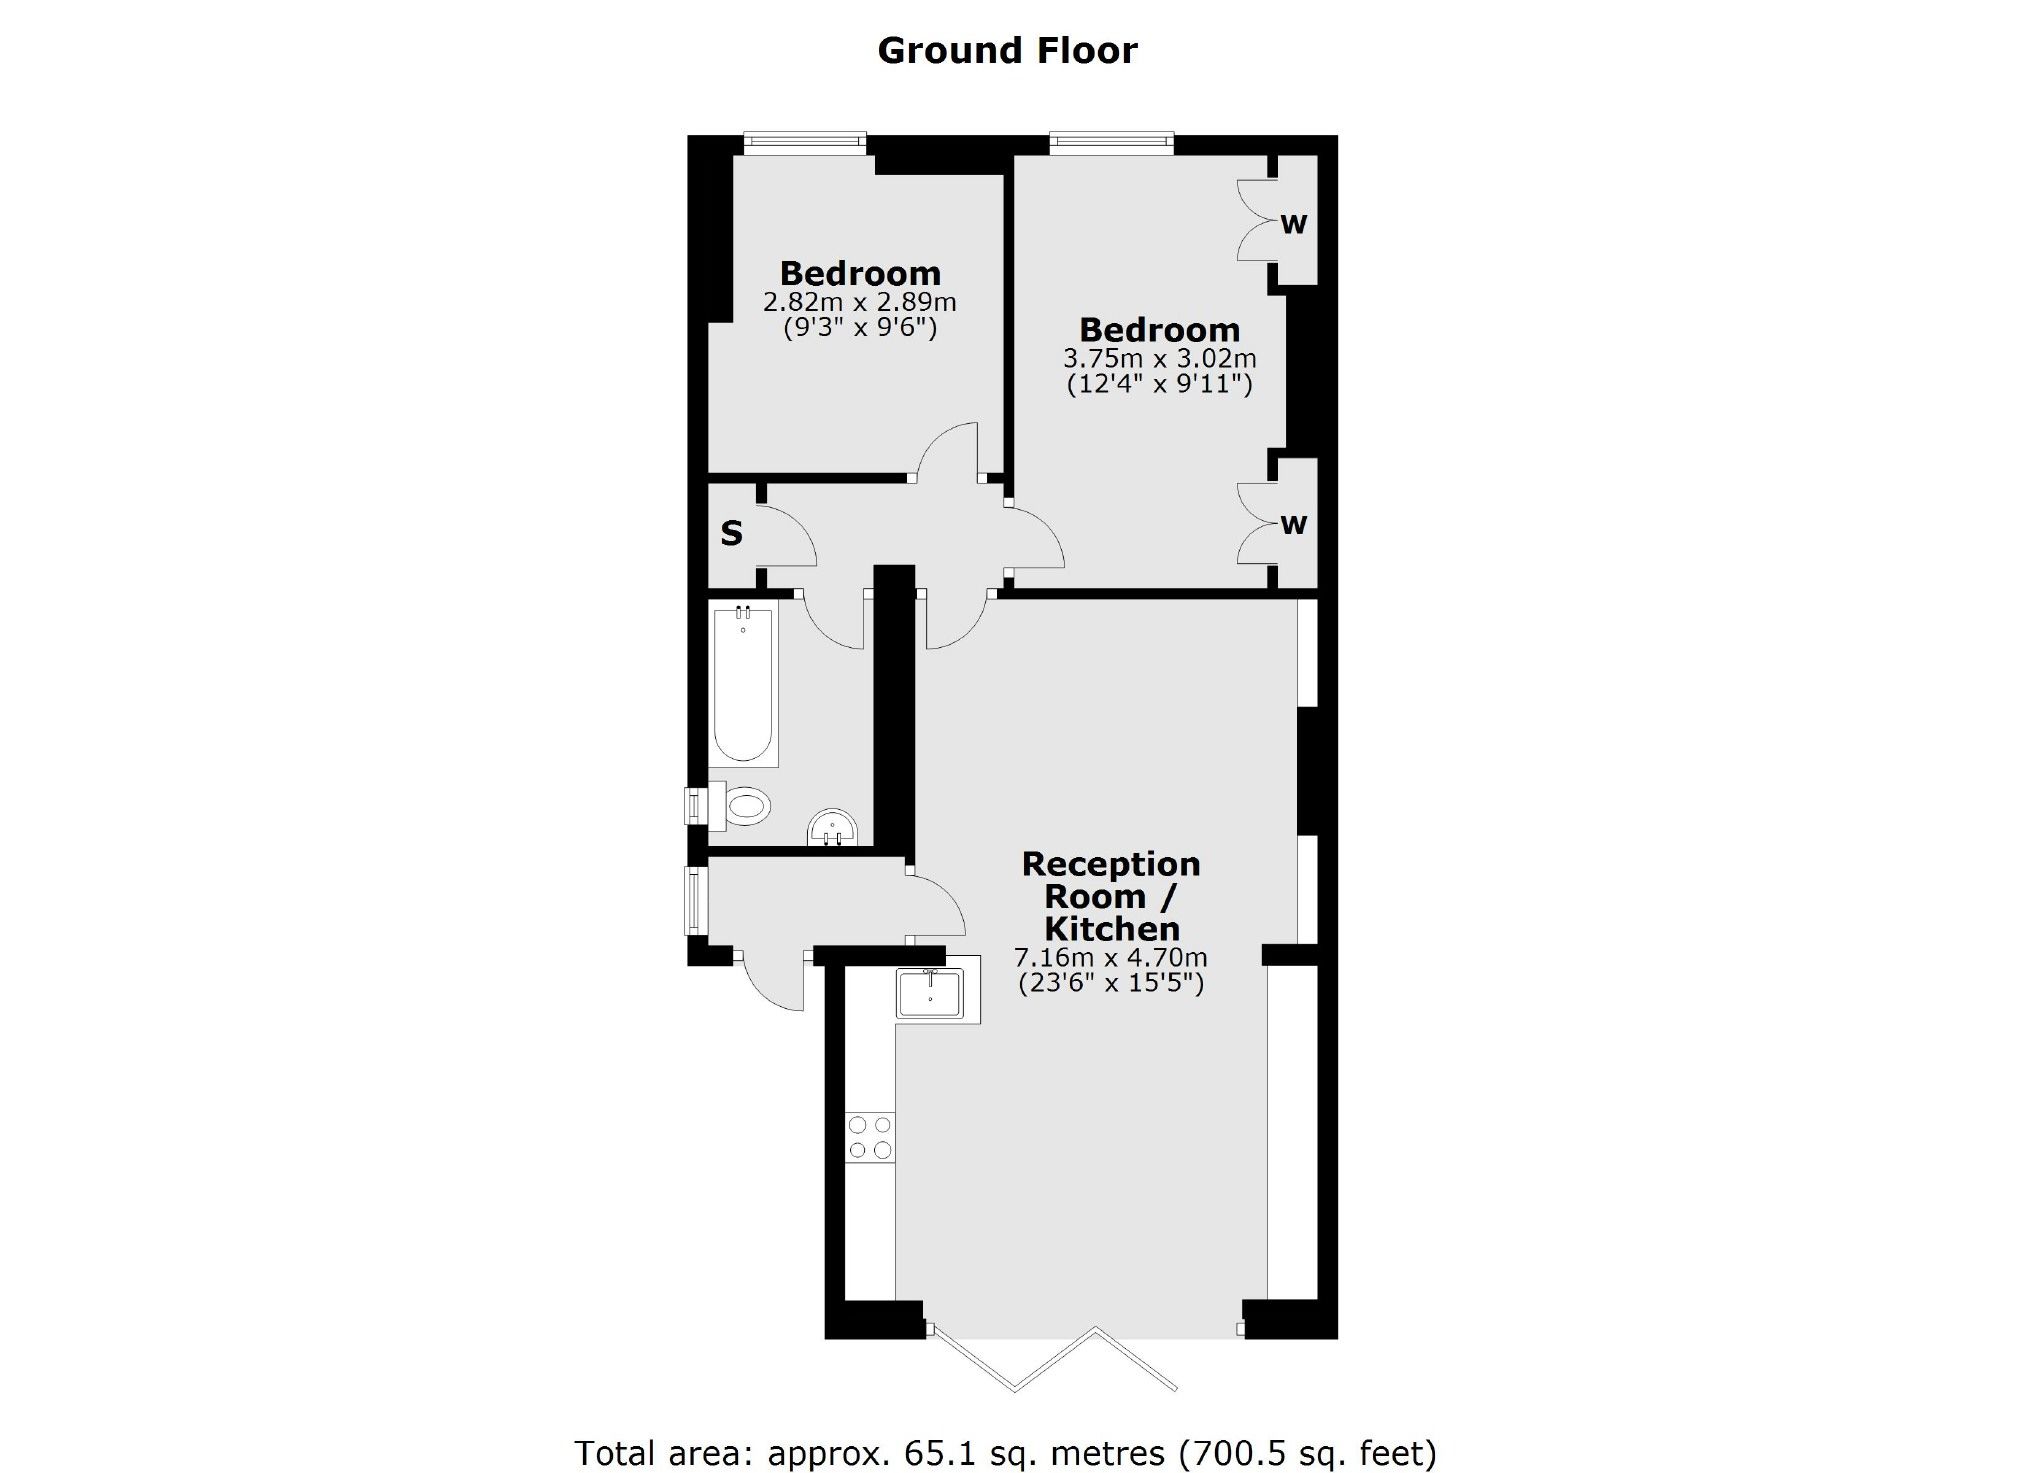 Ground Floor
Bedroom
2.82m x 2.89m
(9'3" x 9'6")
W
Bedroom
3.75m x 3.02m
(12'4" x 9'11")
S
W
Reception
Room /
Kitchen
7.16m x 4.70m
(23'6" x 15'5")
Total area: approx. 65.1 sq. metres (700.5 sq. feet)